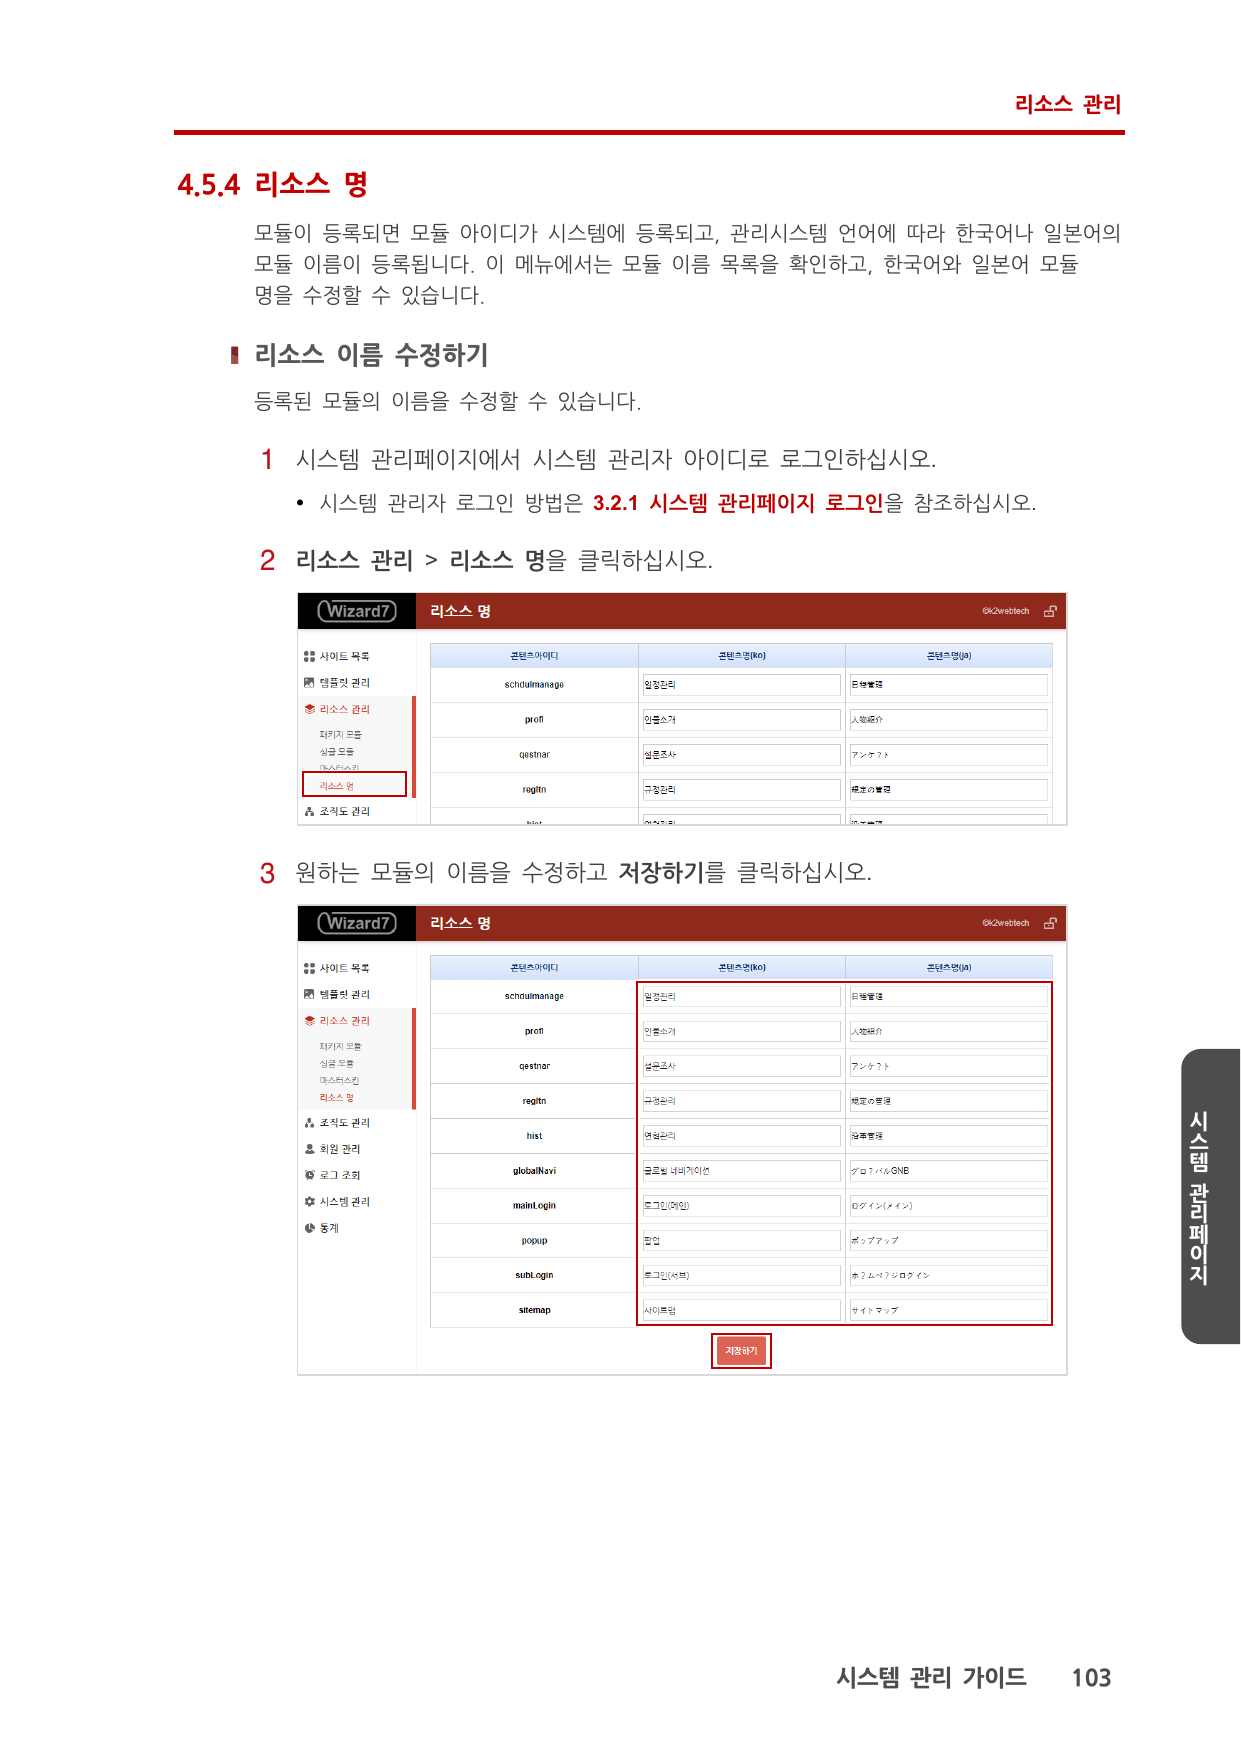 리소스 관리
4.5.4 리소스 명
모듈이 등록되면 모듈 아이디가 시스템에 등록되고, 관리시스템 언어에 따라 한국어나 일본어의
모듈 이름이 등록됩니다. 이 메뉴에서는 모듈 이름 목록을 확인하고, 한국어와 일본어 모듈
명을 수정할 수 있습니다.
리소스 이름 수정하기
등록된 모듈의 이름을 수정할 수 있습니다.
1 시스템 관리페이지에서 시스템 관리자 아이디로 로그인하십시오.
• 시스템 관리자 로그인 방법은 3.2.1 시스템 관리페이지 로그인을 참조하십시오.
2 리소스 관리 > 리소스 명을 클릭하십시오.
Wizard7 리소스 명 ©k2webtech
사이트 목록
템플릿 관리
리소스 관리
패키지 모듈
싱글 모듈
마스터스킨
리소스 명
조직도 관리
콘텐츠아이디 콘텐츠명(ko) 콘텐츠명(ja)
schdulmanage 일정관리 日程管理
profl 인물소개 人物紹介
qestnar 설문조사 アンケ?ト
regltn 규정관리 規定の管理
hist 연혁관리 沿革管理
3 원하는 모듈의 이름을 수정하고 저장하기를 클릭하십시오.
Wizard7 리소스 명 ©k2webtech
사이트 목록
템플릿 관리
리소스 관리
패키지 모듈
싱글 모듈
마스터스킨
리소스 명
조직도 관리
회원 관리
로그 조회
시스템 관리
통계
콘텐츠아이디 콘텐츠명(ko) 콘텐츠명(ja)
schdulmanage 일정관리 日程管理
profl 인물소개 人物紹介
qestnar 설문조사 アンケ?ト
regltn 규정관리 規定の管理
hist 연혁관리 沿革管理
globalNavi 글로벌 네비게이션 グロ?バルGNB
mainLogin 로그인(메인) ログイン(メイン)
popup 팝업 ポップアップ
subLogin 로그인(서브) ホ?ムペ?ジログイン
sitemap 사이트맵 サイトマップ
저장하기
시스템 관리페이지
시스템 관리 가이드 103